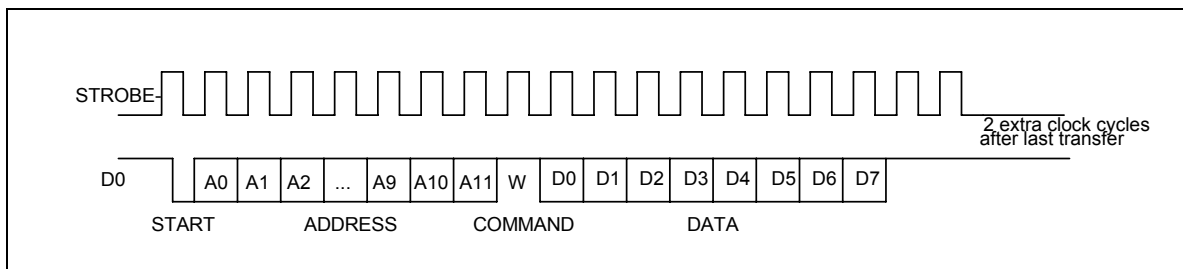 STROBE-
2 extra clock cycles
after last transfer
D0
A0 A1 A2 ... A9 A10 A11 W D0 D1 D2 D3 D4 D5 D6 D7
START ADDRESS COMMAND DATA